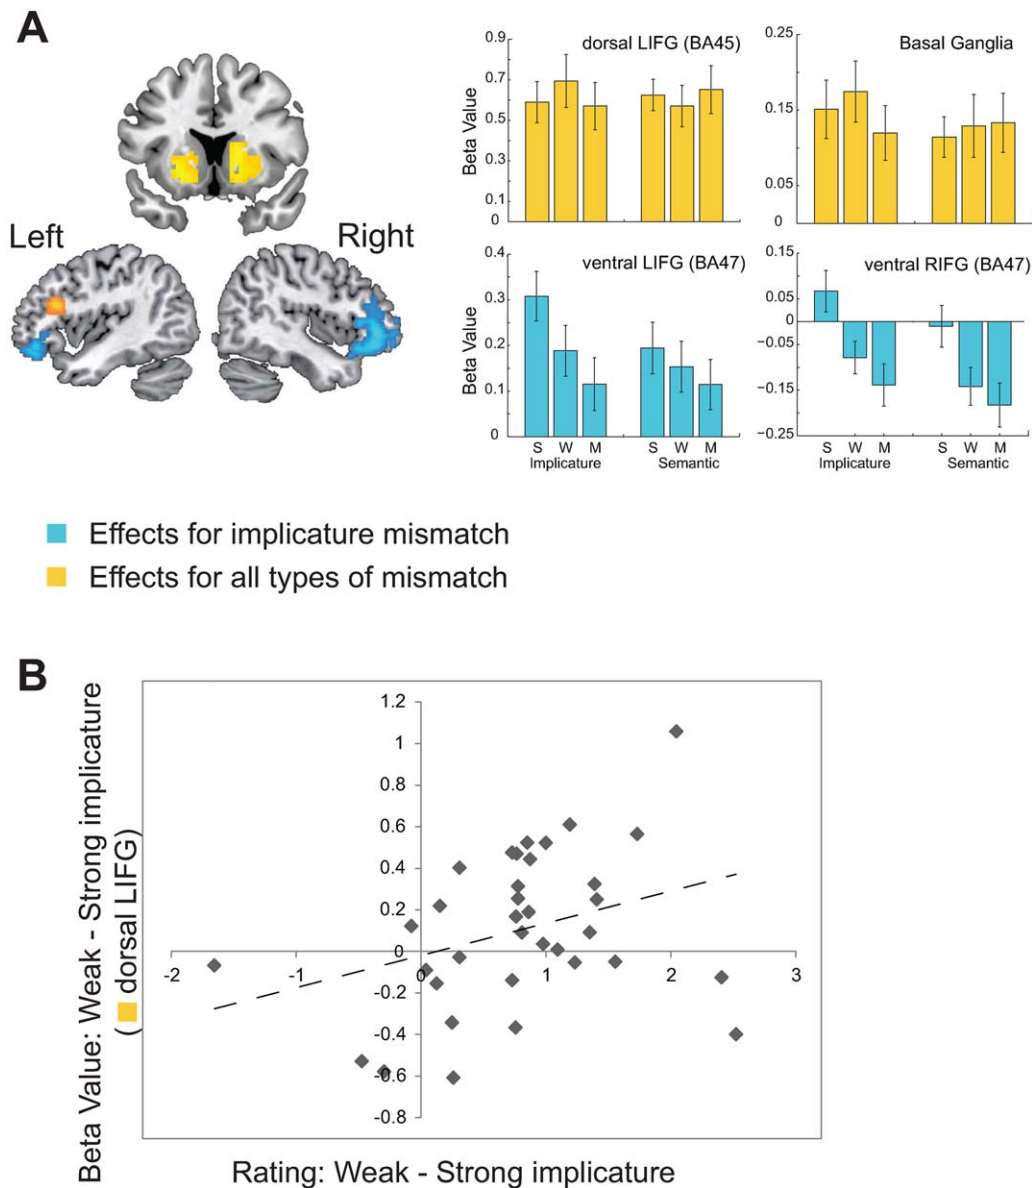 A
Left
Right
dorsal LIFG (BA45)
Beta Value
0.9
0.7
0.5
0.3
0.1
0
Basal Ganglia
0.25
0.15
0.05
0
ventral LIFG (BA47)
Beta Value
0.4
0.3
0.2
0.1
0
S W M S W M
Implicature Semantic
ventral RIFG (BA47)
0.15
0.05
−0.05
−0.15
−0.25
S W M S W M
Implicature Semantic
Effects for implicature mismatch
Effects for all types of mismatch
B
Beta Value: Weak - Strong implicature
( dorsal LIFG)
1.2
1
0.8
0.6
0.4
0.2
0
-0.2
-0.4
-0.6
-0.8
-2 -1 0 1 2 3
Rating: Weak - Strong implicature